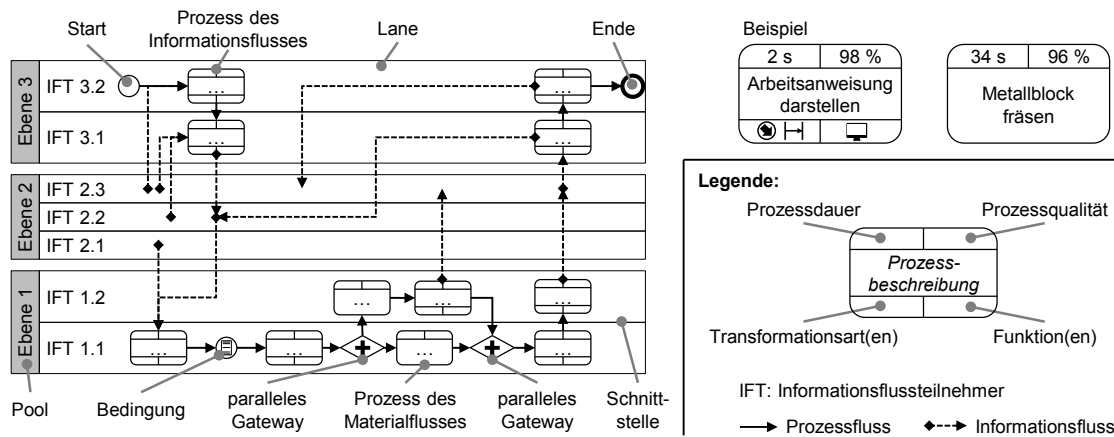 Start
Prozess des
Informationsflusses
Lane
Ende
Ebene 3
IFT 3.2
...
...
IFT 3.1
...
...
Ebene 2
IFT 2.3
IFT 2.2
IFT 2.1
Ebene 1
IFT 1.2
...
...
...
IFT 1.1
...
...
...
...
Pool
Bedingung
paralleles
Gateway
Prozess des
Materialflusses
paralleles
Gateway
Schnitt-
stelle
Beispiel
2 s 98 %
Arbeitsanweisung
darstellen
34 s 96 %
Metallblock
fräsen
Legende:
Prozessdauer
Prozessqualität
Prozess-
beschreibung
Transformationsart(en)
Funktion(en)
IFT: Informationsflussteilnehmer
Prozessfluss
Informationsfluss